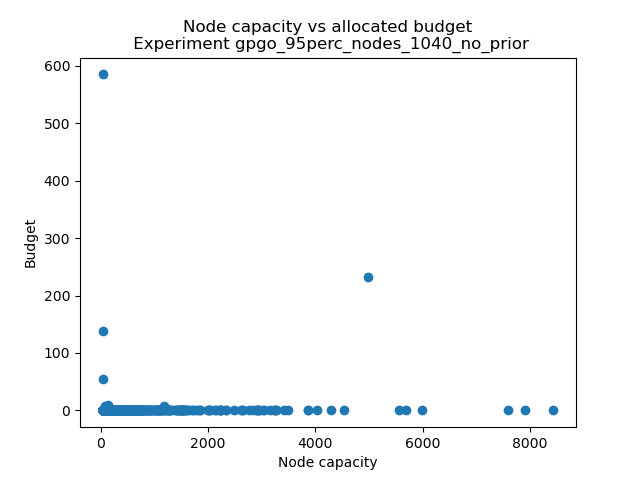 Node capacity vs allocated budget
Experiment gpgo_95perc_nodes_1040_no_prior
600
500
400
300
200
100
0
Budget
0 2000 4000 6000 8000
Node capacity